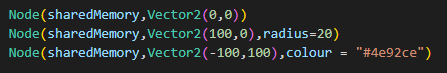 Node(sharedMemory,Vector2(0,0))
Node(sharedMemory,Vector2(100,0),radius=20)
Node(sharedMemory,Vector2(-100,100),colour = "#4e92ce")